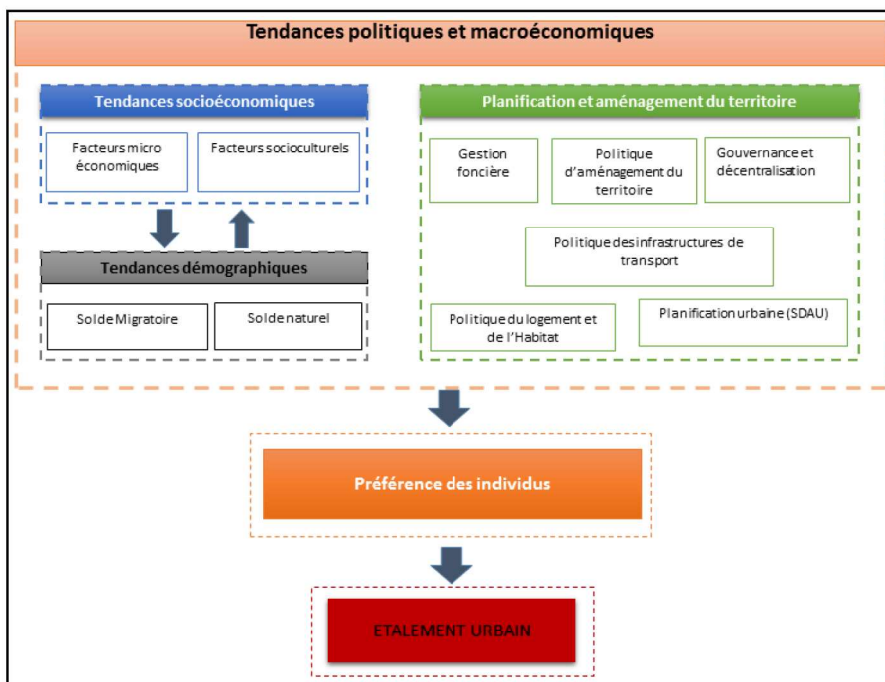 Tendances politiques et macroéconomiques
Tendances socioéconomiques
Facteurs micro
économiques
Facteurs socioculturels
Tendances démographiques
Solde Migratoire
Solde naturel
Planification et aménagement du territoire
Gestion
foncière
Politique
d’aménagement du
territoire
Gouvernance et
décentralisation
Politique des infrastructures de
transport
Politique du logement et
de l’Habitat
Planification urbaine (SDAU)
Préférence des individus
ETALEMENT URBAIN